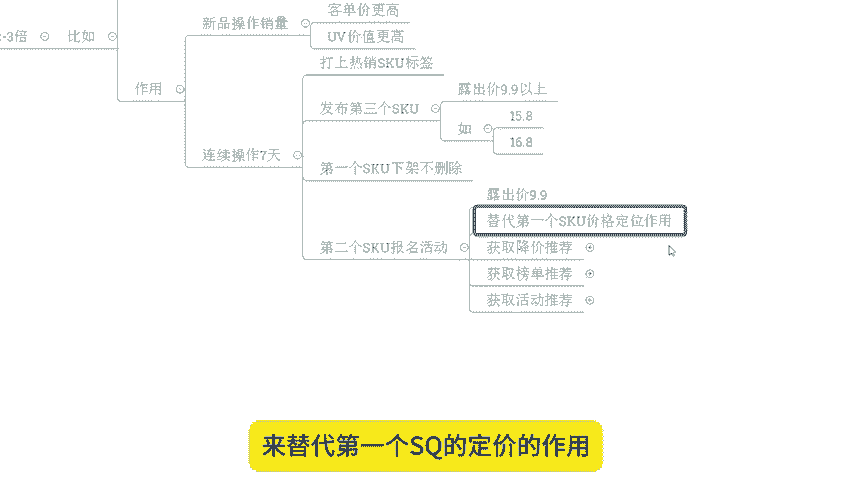 客单价更高
新品操作销量
2-3倍
比如
UV价值更高
打上热销SKU标签
作用
露出价9.9以上
发布第三个SKU
15.8
如
16.8
连续操作7天
第一个SKU下架不删除
露出价9.9
替代第一个SKU价格定位作用
第二个SKU报名活动
获取降价推荐
获取榜单推荐
获取活动推荐
来替代第一个SQ的定价的作用